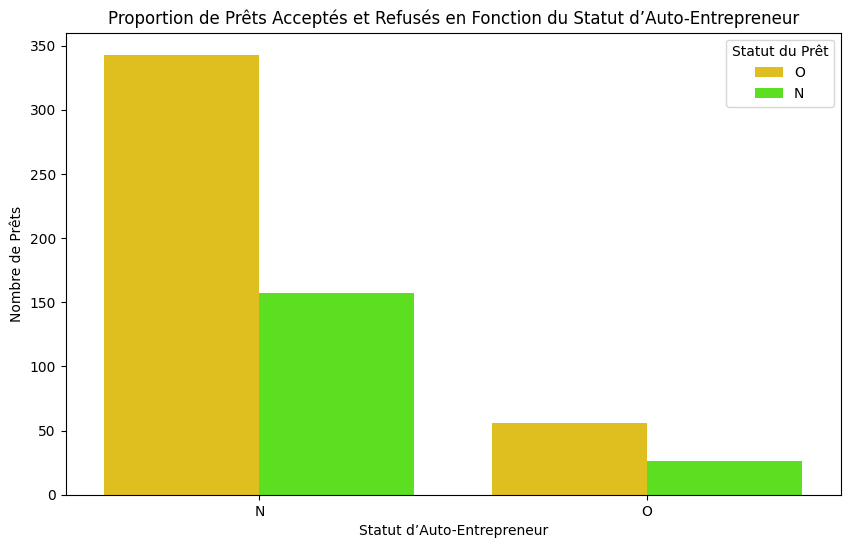 Proportion de Prêts Acceptés et Refusés en Fonction du Statut d’Auto-Entrepreneur
Statut du Prêt
O
N
350
300
250
200
150
100
50
0
Nombre de Prêts
N
O
Statut d’Auto-Entrepreneur